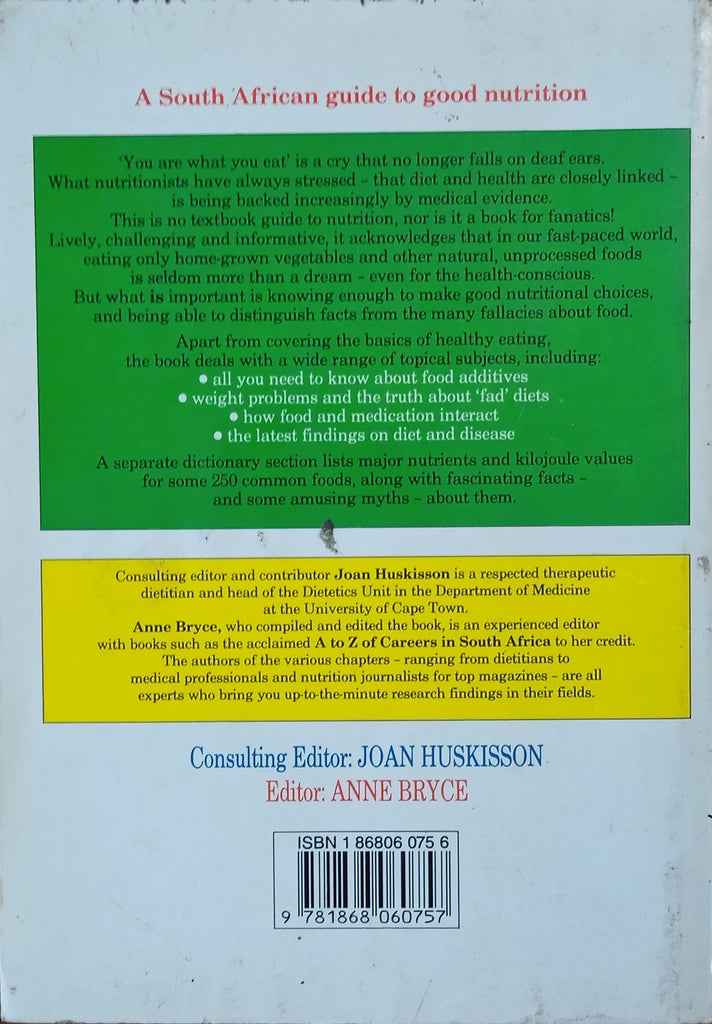 A South African guide to good nutrition
'You are what you eat' is a cry that no longer falls on deaf ears.
What nutritionists have always stressed – that diet and health are closely linked –
is being backed increasingly by medical evidence.
This is no textbook guide to nutrition, nor is it a book for fanatics!
Lively, challenging and informative, it acknowledges that in our fast-paced world,
eating only home-grown vegetables and other natural, unprocessed foods
is seldom more than a dream – even for the health-conscious.
But what is important is knowing enough to make good nutritional choices,
and being able to distinguish facts from the many fallacies about food.
Apart from covering the basics of healthy eating,
the book deals with a wide range of topical subjects, including:
● all you need to know about food additives
● weight problems and the truth about 'fad' diets
● how food and medication interact
● the latest findings on diet and disease
A separate dictionary section lists major nutrients and kilojoule values
for some 250 common foods, along with fascinating facts –
and some amusing myths – about them.
Consulting editor and contributor Joan Huskisson is a respected therapeutic
dietitian and head of the Dietetics Unit in the Department of Medicine
at the University of Cape Town.
Anne Bryce, who compiled and edited the book, is an experienced editor
with books such as the acclaimed A to Z of Careers in South Africa to her credit.
The authors of the various chapters – ranging from dietitians to
medical professionals and nutrition journalists for top magazines – are all
experts who bring you up-to-the-minute research findings in their fields.
Consulting Editor: JOAN HUSKISSON
Editor: ANNE BRYCE
ISBN 1 86806 075 6
9 781868 060757